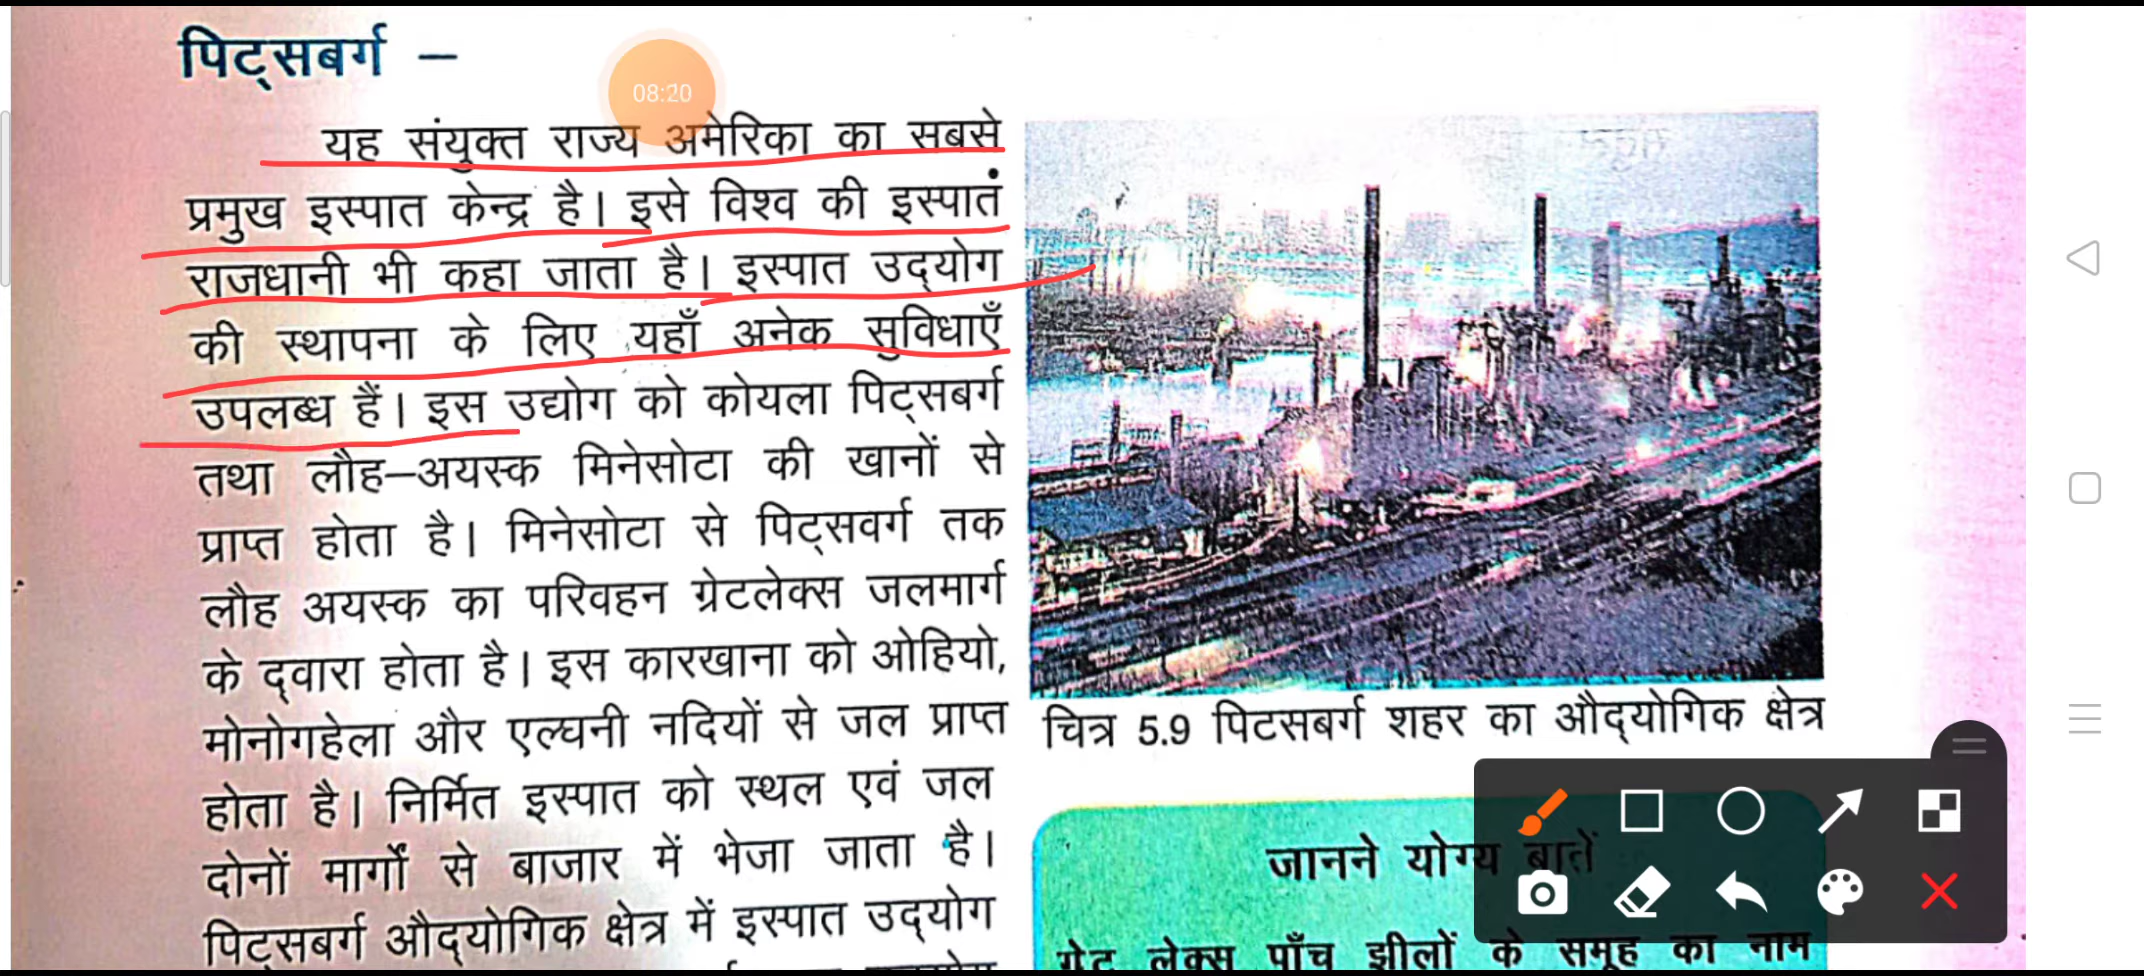 पिट्सबर्ग –
08:20
यह संयुक्त राज्य अमेरिका का सबसे
प्रमुख इस्पात केन्द्र है। इसे विश्व की इस्पात
राजधानी भी कहा जाता है। इस्पात उद्‌योग
की स्थापना के लिए यहाँ अनेक सुविधाएँ
उपलब्ध हैं। इस उद्योग को कोयला पिट्सबर्ग
तथा लौह–अयस्क मिनेसोटा की खानों से
प्राप्त होता है। मिनेसोटा से पिट्सवर्ग तक
लौह अयस्क का परिवहन ग्रेटलेक्स जलमार्ग
के द्‌वारा होता है। इस कारखाना को ओहियो,
मोनोगहेला और एल्घनी नदियों से जल प्राप्त
होता है। निर्मित इस्पात को स्थल एवं जल
दोनों मार्गों से बाजार में भेजा जाता है।
पिट्सबर्ग औद्‌योगिक क्षेत्र में इस्पात उद्‌योग
चित्र 5.9 पिटसबर्ग शहर का औद्‌योगिक क्षेत्र
जानने योग्य बातें
ग्रेट लेक्स पाँच झीलों के समूह का नाम